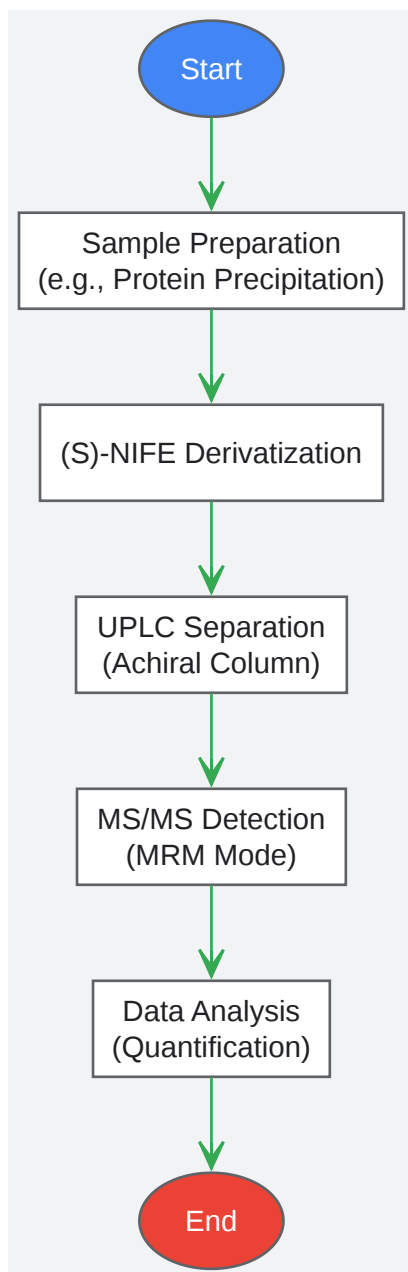 Start
Sample Preparation
(e.g., Protein Precipitation)
(S)-NIFE Derivatization
UPLC Separation
(Achiral Column)
MS/MS Detection
(MRM Mode)
Data Analysis
(Quantification)
End